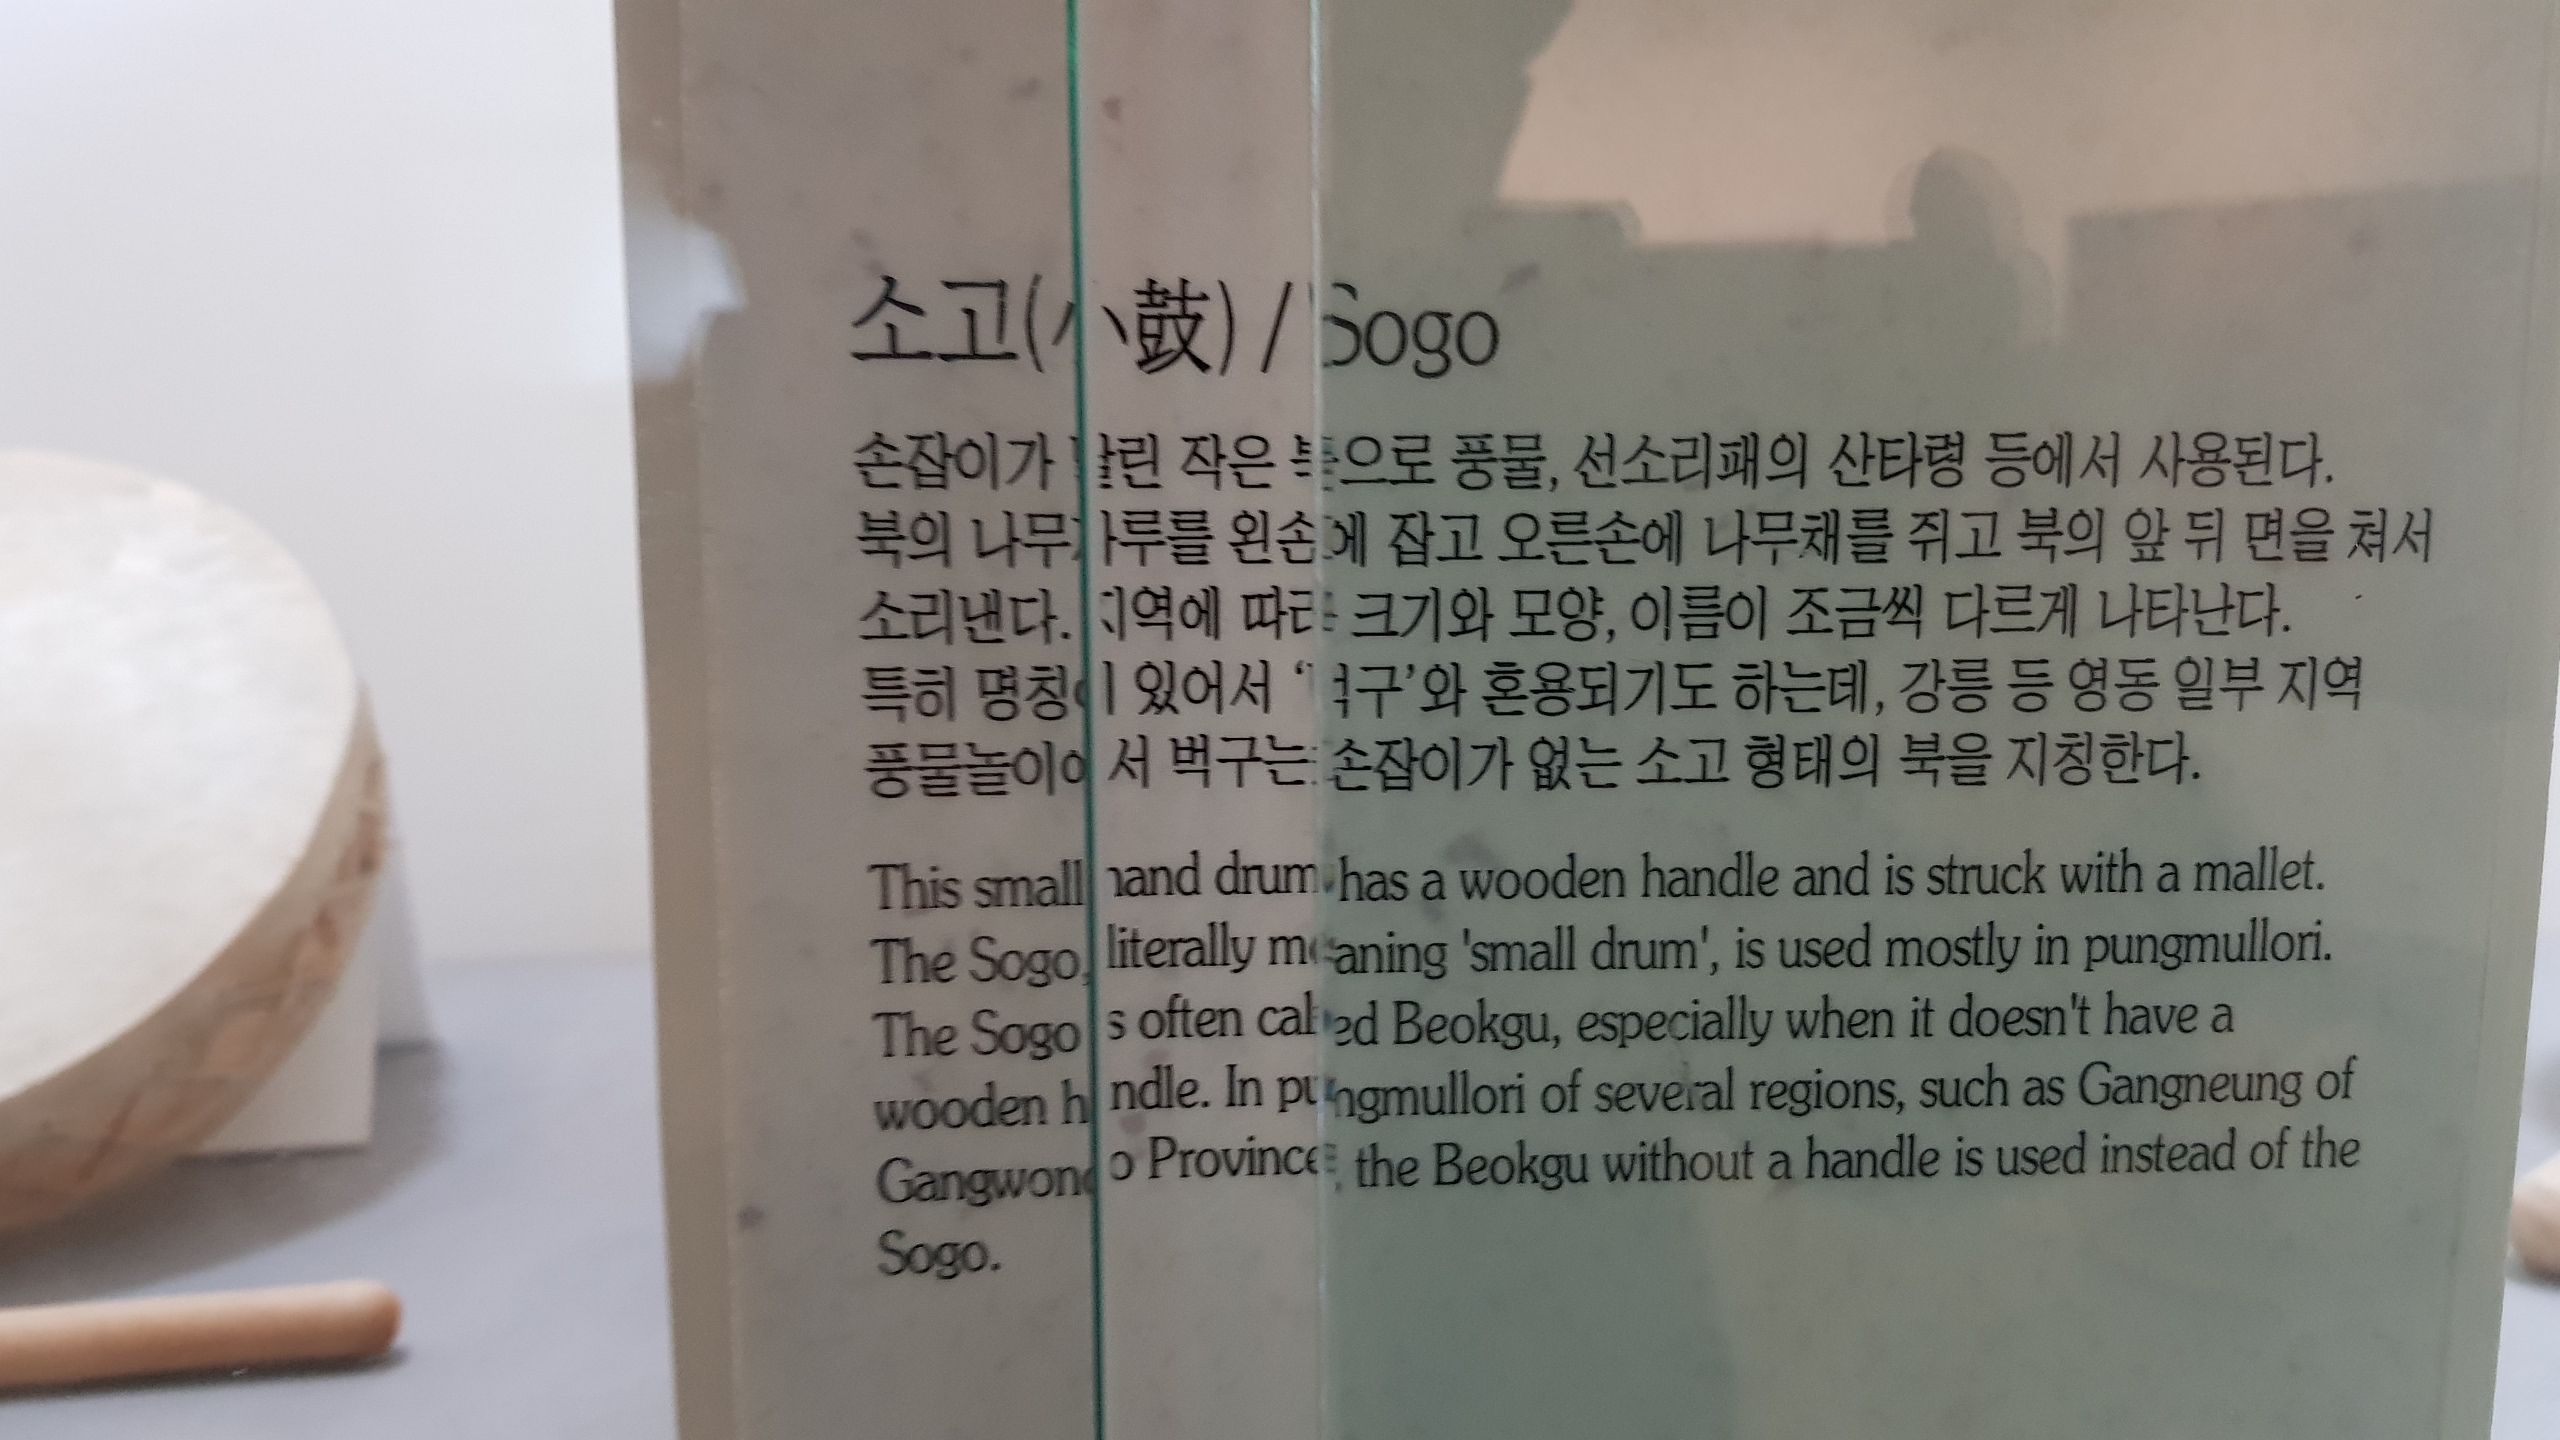 소고(小鼓) / Sogo
손잡이가 달린 작은 북으로 풍물, 선소리패의 산타령 등에서 사용된다.
북의 나무자루를 왼손에 잡고 오른손에 나무채를 쥐고 북의 앞 뒤 면을 쳐서
소리낸다. 지역에 따라 크기와 모양, 이름이 조금씩 다르게 나타난다.
특히 명칭이 있어서 ‘벅구’와 혼용되기도 하는데, 강릉 등 영동 일부 지역
풍물놀이에서 벅구는 손잡이가 없는 소고 형태의 북을 지칭한다.
This small hand drum has a wooden handle and is struck with a mallet.
The Sogo, literally meaning 'small drum', is used mostly in pungmullori.
The Sogo is often called Beokgu, especially when it doesn't have a
wooden handle. In pungmullori of several regions, such as Gangneung of
Gangwondo Province, the Beokgu without a handle is used instead of the
Sogo.